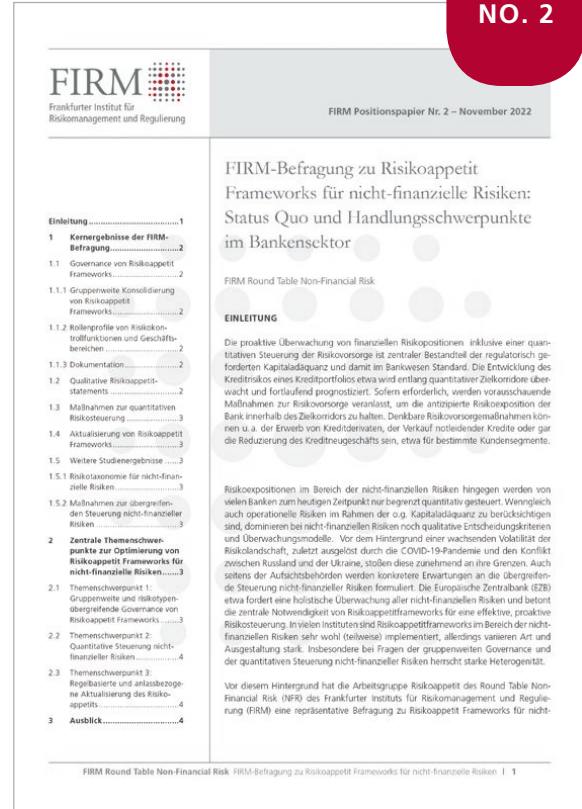 NO. 2
FIRM
Frankfurter Institut für
Risikomanagement und Regulierung
FIRM Positionspapier Nr. 2 – November 2022
FIRM-Befragung zu Risikoappetit
Frameworks für nicht-finanzielle Risiken:
Status Quo und Handlungsschwerpunkte
im Bankensektor
FIRM Round Table Non-Financial Risk
Einleitung..............................1
1 Kernergebnisse der FIRM-
Befragung............................2
1.1 Governance von Risikoappetit
Frameworks.......................2
1.1.1 Gruppenweite Konsolidierung
von Risikoappetit
Frameworks.......................2
1.1.2 Rollenprofile von Risikokon-
trollfunktionen und Geschäfts-
bereichen..........................2
1.1.3 Dokumentation....................2
1.2 Qualitative Risikoappetit-
statements ........................2
1.3 Maßnahmen zur quantitativen
Risikosteuerung ...................3
1.4 Aktualisierung von Risikoappetit
Frameworks.......................3
1.5 Weitere Studienergebnisse ......3
1.5.1 Risikotaxonomie für nicht-finan-
zielle Risiken.......................3
1.5.2 Maßnahmen zur übergreifen-
den Steuerung nicht-finanzieller
Risiken ............................3
2 Zentrale Themenschwer-
punkte zur Optimierung von
Risikoappetit Frameworks für
nicht-finanzielle Risiken.......3
2.1 Themenschwerpunkt 1:
Gruppenweite und risikotypen-
übergreifende Governance von
Risikoappetit Frameworks........3
2.2 Themenschwerpunkt 2:
Quantitative Steuerung nicht-
finanzieller Risiken................4
2.3 Themenschwerpunkt 3:
Regelbasierte und anlassbezoge-
ne Aktualisierung des Risiko-
appetits............................4
3 Ausblick............................4
EINLEITUNG
Die proaktive Überwachung von finanziellen Risikopositionen inklusive einer quan-
titativen Steuerung der Risikovorsorge ist zentraler Bestandteil der regulatorisch ge-
forderten Kapitaladäquanz und damit im Bankwesen Standard. Die Entwicklung des
Kreditrisikos eines Kreditportfolios etwa wird entlang quantitativer Zielkorridore über-
wacht und fortlaufend prognostiziert. Sofern erforderlich, werden vorausschauende
Maßnahmen zur Risikovorsorge veranlasst, um die antizipierte Risikoexposition der
Bank innerhalb des Zielkorridors zu halten. Denkbare Risikovorsorgemaßnahmen kön-
nen u. a. der Erwerb von Kreditderivaten, der Verkauf notleidender Kredite oder gar
die Reduzierung des Kreditneugeschäfts sein, etwa für bestimmte Kundensegmente.
Risikoexpositionen im Bereich der nicht-finanziellen Risiken hingegen werden von
vielen Banken zum heutigen Zeitpunkt nur begrenzt quantitativ gesteuert. Wenngleich
auch operationelle Risiken im Rahmen der o.g. Kapitaladäquanz zu berücksichtigen
sind, dominieren bei nicht-finanziellen Risiken noch qualitative Entscheidungskriterien
und Überwachungsmodelle. Vor dem Hintergrund einer wachsenden Volatilität der
Risikolandschaft, zuletzt ausgelöst durch die COVID-19-Pandemie und den Konflikt
zwischen Russland und der Ukraine, stoßen diese zunehmend an ihre Grenzen. Auch
seitens der Aufsichtsbehörden werden konkretere Erwartungen an die übergreifen-
de Steuerung nicht-finanzieller Risiken formuliert. Die Europäische Zentralbank (EZB)
etwa fordert eine holistische Überwachung aller nicht-finanziellen Risiken und betont
die zentrale Notwendigkeit von Risikoappetitframeworks für eine effektive, proaktive
Risikosteuerung. In vielen Instituten sind Risikoappetitframeworks im Bereich der nicht-
finanziellen Risiken sehr wohl (teilweise) implementiert, allerdings variieren Art und
Ausgestaltung stark. Insbesondere bei Fragen der gruppenweiten Governance und
der quantitativen Steuerung nicht-finanzieller Risiken herrscht starke Heterogenität.
Vor diesem Hintergrund hat die Arbeitsgruppe Risikoappetit des Round Table Non-
Financial Risk (NFR) des Frankfurter Instituts für Risikomanagement und Regulie-
rung (FIRM) eine repräsentative Befragung zu Risikoappetit Frameworks für nicht-
FIRM Round Table Non-Financial Risk FIRM-Befragung zu Risikoappetit Frameworks für nicht-finanzielle Risiken | 1